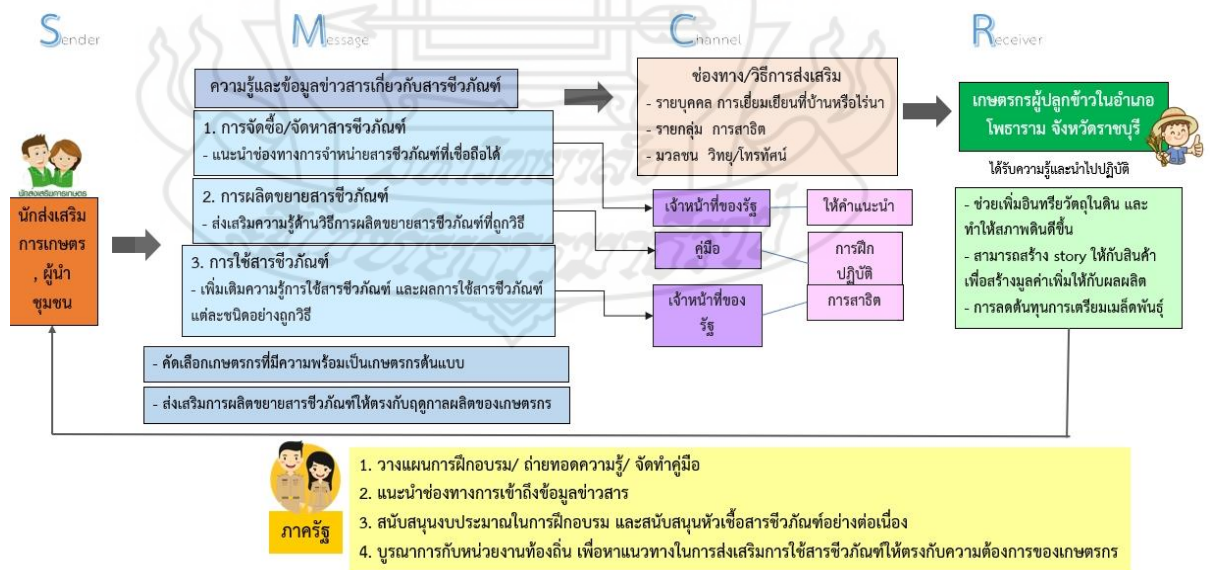 Sender
Message
Channel
Receiver
นักส่งเสริมการเกษตร
นักส่งเสริม
การเกษตร
, ผู้นำ
ชุมชน
ความรู้และข้อมูลข่าวสารเกี่ยวกับสารชีวภัณฑ์
1. การจัดซื้อ/จัดหาสารชีวภัณฑ์
- แนะนำช่องทางการจำหน่ายสารชีวภัณฑ์ที่เชื่อถือได้
2. การผลิตขยายสารชีวภัณฑ์
- ส่งเสริมความรู้ด้านวิธีการผลิตขยายสารชีวภัณฑ์ที่ถูกวิธี
3. การใช้สารชีวภัณฑ์
- เพิ่มเติมความรู้การใช้สารชีวภัณฑ์ และผลการใช้สารชีวภัณฑ์
แต่ละชนิดอย่างถูกวิธี
- คัดเลือกเกษตรกรที่มีความพร้อมเป็นเกษตรกรต้นแบบ
- ส่งเสริมการผลิตขยายสารชีวภัณฑ์ให้ตรงกับฤดูกาลผลิตของเกษตรกร
ช่องทาง/วิธีการส่งเสริม
- รายบุคคล การเยี่ยมเยียนที่บ้านหรือไร่นา
- รายกลุ่ม การสาธิต
- มวลชน วิทยุ/โทรทัศน์
เจ้าหน้าที่ของรัฐ
ให้คำแนะนำ
คู่มือ
การฝึก
ปฏิบัติ
เจ้าหน้าที่ของ
รัฐ
การสาธิต
เกษตรกรผู้ปลูกข้าวในอำเภอ
โพธาราม จังหวัดราชบุรี
ได้รับความรู้และนำไปปฏิบัติ
- ช่วยเพิ่มอินทรียวัตถุในดิน และ
ทำให้สภาพดินดีขึ้น
- สามารถสร้าง story ให้กับสินค้า
เพื่อสร้างมูลค่าเพิ่มให้กับผลผลิต
- การลดต้นทุนการเตรียมเมล็ดพันธุ์
ภาครัฐ
1. วางแผนการฝึกอบรม/ ถ่ายทอดความรู้/ จัดทำคู่มือ
2. แนะนำช่องทางการเข้าถึงข้อมูลข่าวสาร
3. สนับสนุนงบประมาณในการฝึกอบรม และสนับสนุนหัวเชื้อสารชีวภัณฑ์อย่างต่อเนื่อง
4. บูรณาการกับหน่วยงานท้องถิ่น เพื่อหาแนวทางในการส่งเสริมการใช้สารชีวภัณฑ์ให้ตรงกับความต้องการของเกษตรกร